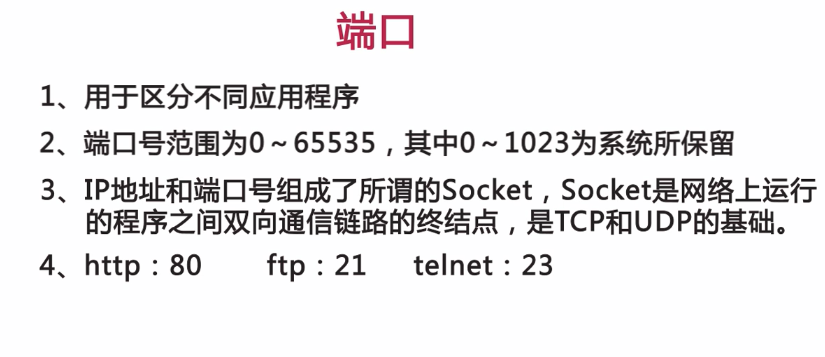 端口
1、用于区分不同应用程序
2、端口号范围为0～65535，其中0～1023为系统所保留
3、IP地址和端口号组成了所谓的Socket，Socket是网络上运行
的程序之间双向通信链路的终结点，是TCP和UDP的基础。
4、http：80 ftp：21 telnet：23